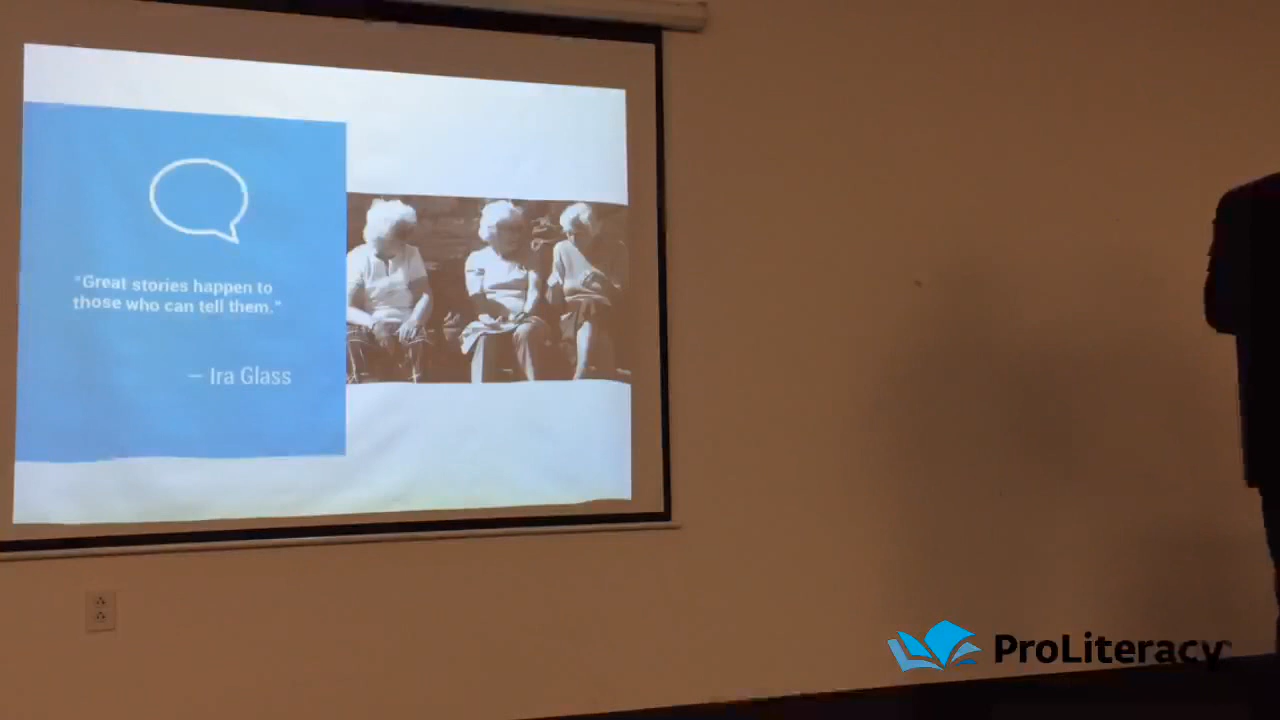 "Great stories happen to
those who can tell them."
— Ira Glass
ProLiteracy